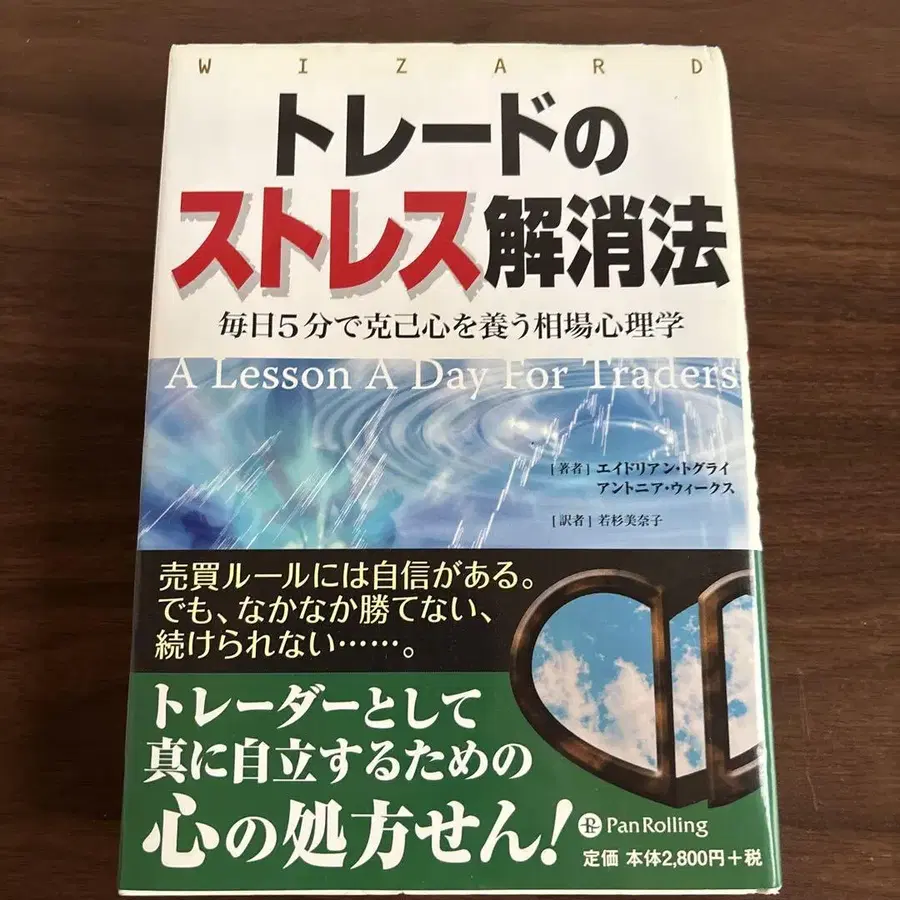 WIZARD
トレードの
ストレス解消法
毎日5分で克己心を養う相場心理学
A Lesson A Day For Traders
[著者] エイドリアン・トグライ
アントニア・ウィークス
[訳者] 若杉美奈子
売買ルールには自信がある。
でも、なかなか勝てない、
続けられない……。
トレーダーとして
真に自立するための
心の処方せん!
PanRolling
定価 本体2,800円+税